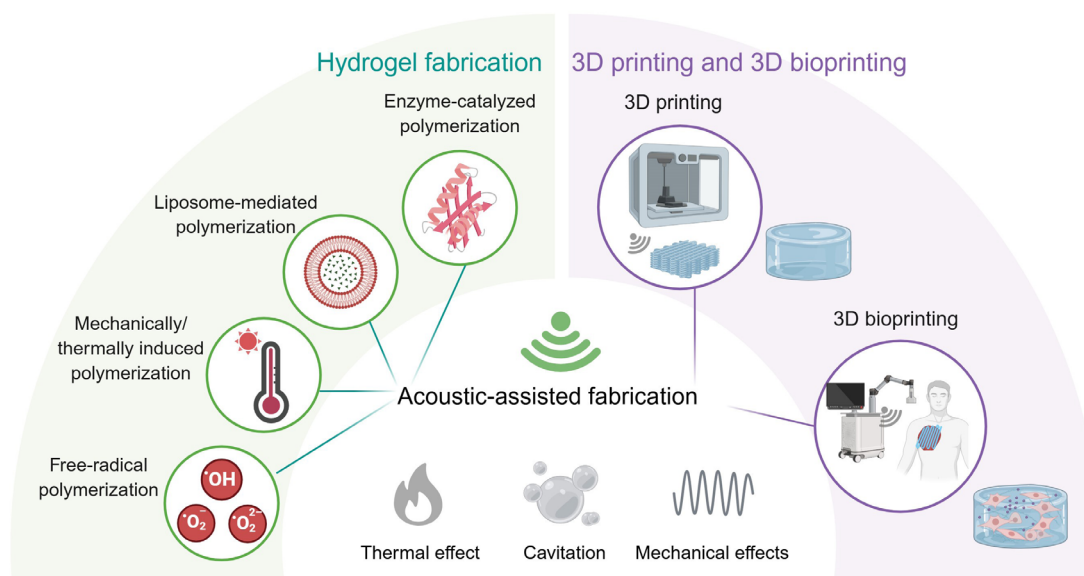 Hydrogel fabrication
3D printing and 3D bioprinting
Enzyme-catalyzed
polymerization
3D printing
Liposome-mediated
polymerization
Mechanically/
thermally induced
polymerization
3D bioprinting
Acoustic-assisted fabrication
Free-radical
polymerization
·OH
·O₂⁻
·O₂²⁻
Thermal effect
Cavitation
Mechanical effects